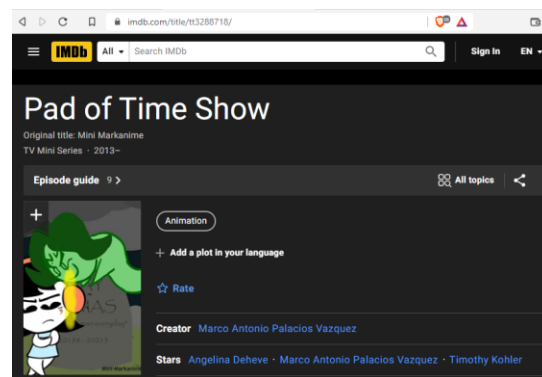 imdb.com/title/tt3288718/
IMDb All Search IMDb Sign In EN
Pad of Time Show
Original title: Mini Markanime
TV Mini Series · 2013–
Episode guide 9 All topics
Animation
+ Add a plot in your language
Rate
Creator Marco Antonio Palacios Vazquez
Stars Angelina Deheve · Marco Antonio Palacios Vazquez · Timothy Kohler
Mini Markanime